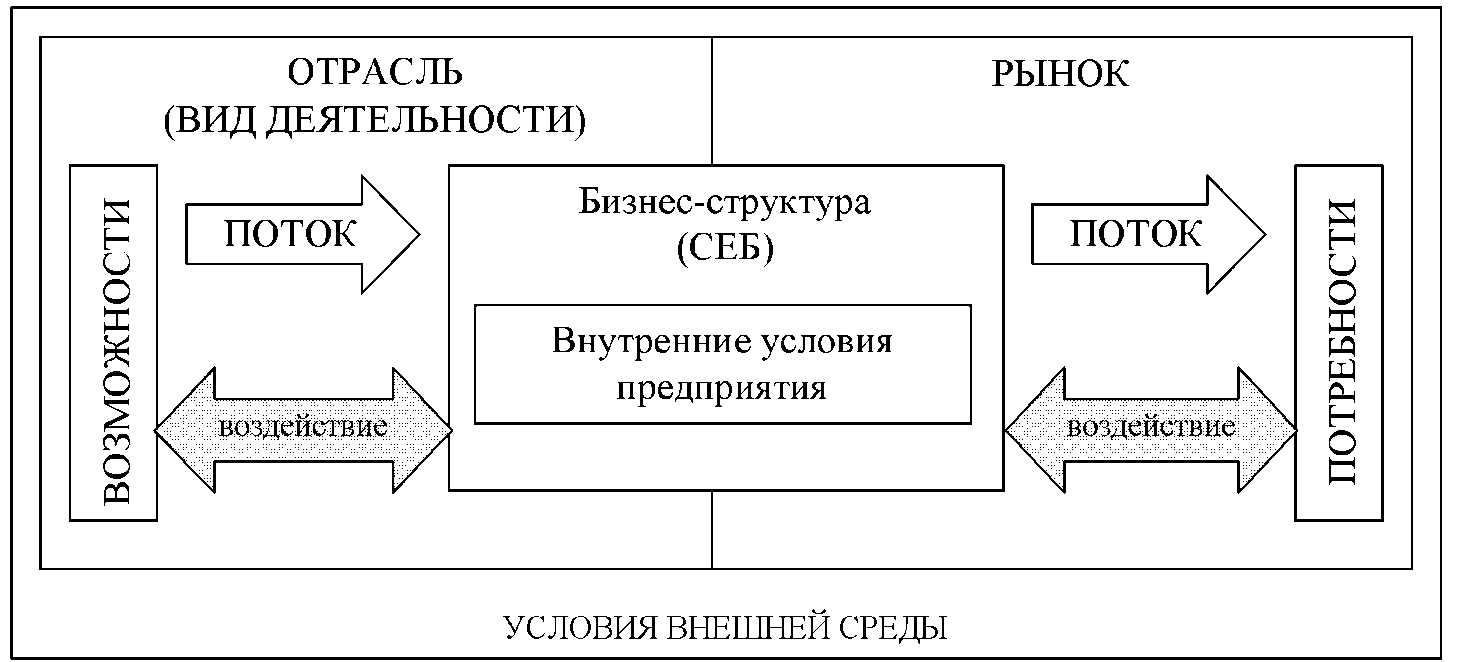 ОТРАСЛЬ
(ВИД ДЕЯТЕЛЬНОСТИ)
РЫНОК
ВОЗМОЖНОСТИ
ПОТОК
Бизнес-структура
(СЕБ)
Внутренние условия
предприятия
воздействие
ПОТОК
воздействие
ПОТРЕБНОСТИ
УСЛОВИЯ ВНЕШНЕЙ СРЕДЫ